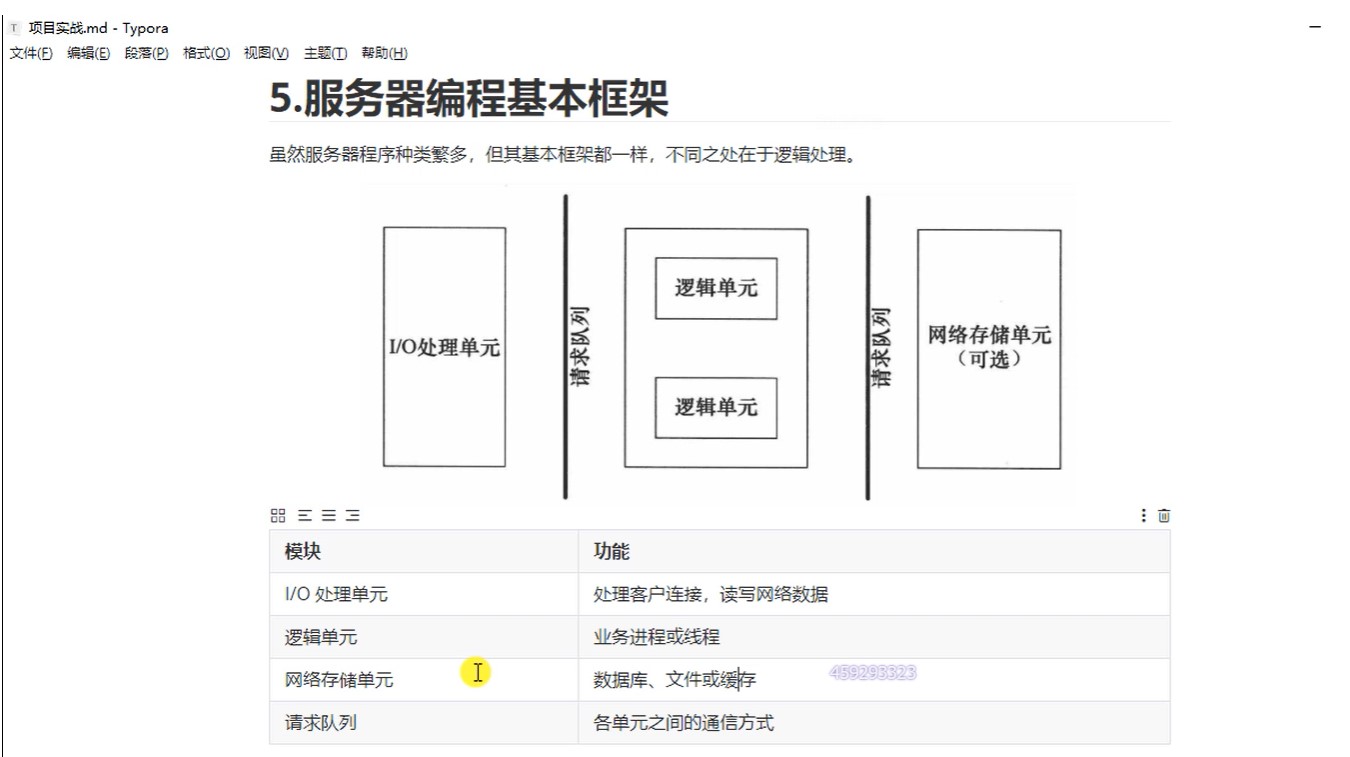 T 项目实战.md - Typora
文件(F) 编辑(E) 段落(P) 格式(O) 视图(V) 主题(T) 帮助(H)
5.服务器编程基本框架
虽然服务器程序种类繁多，但其基本框架都一样，不同之处在于逻辑处理。
I/O处理单元
请求队列
逻辑单元
逻辑单元
请求队列
网络存储单元
（可选）
模块 功能
I/O 处理单元 处理客户连接，读写网络数据
逻辑单元 业务进程或线程
网络存储单元 数据库、文件或缓存
459293323
请求队列 各单元之间的通信方式